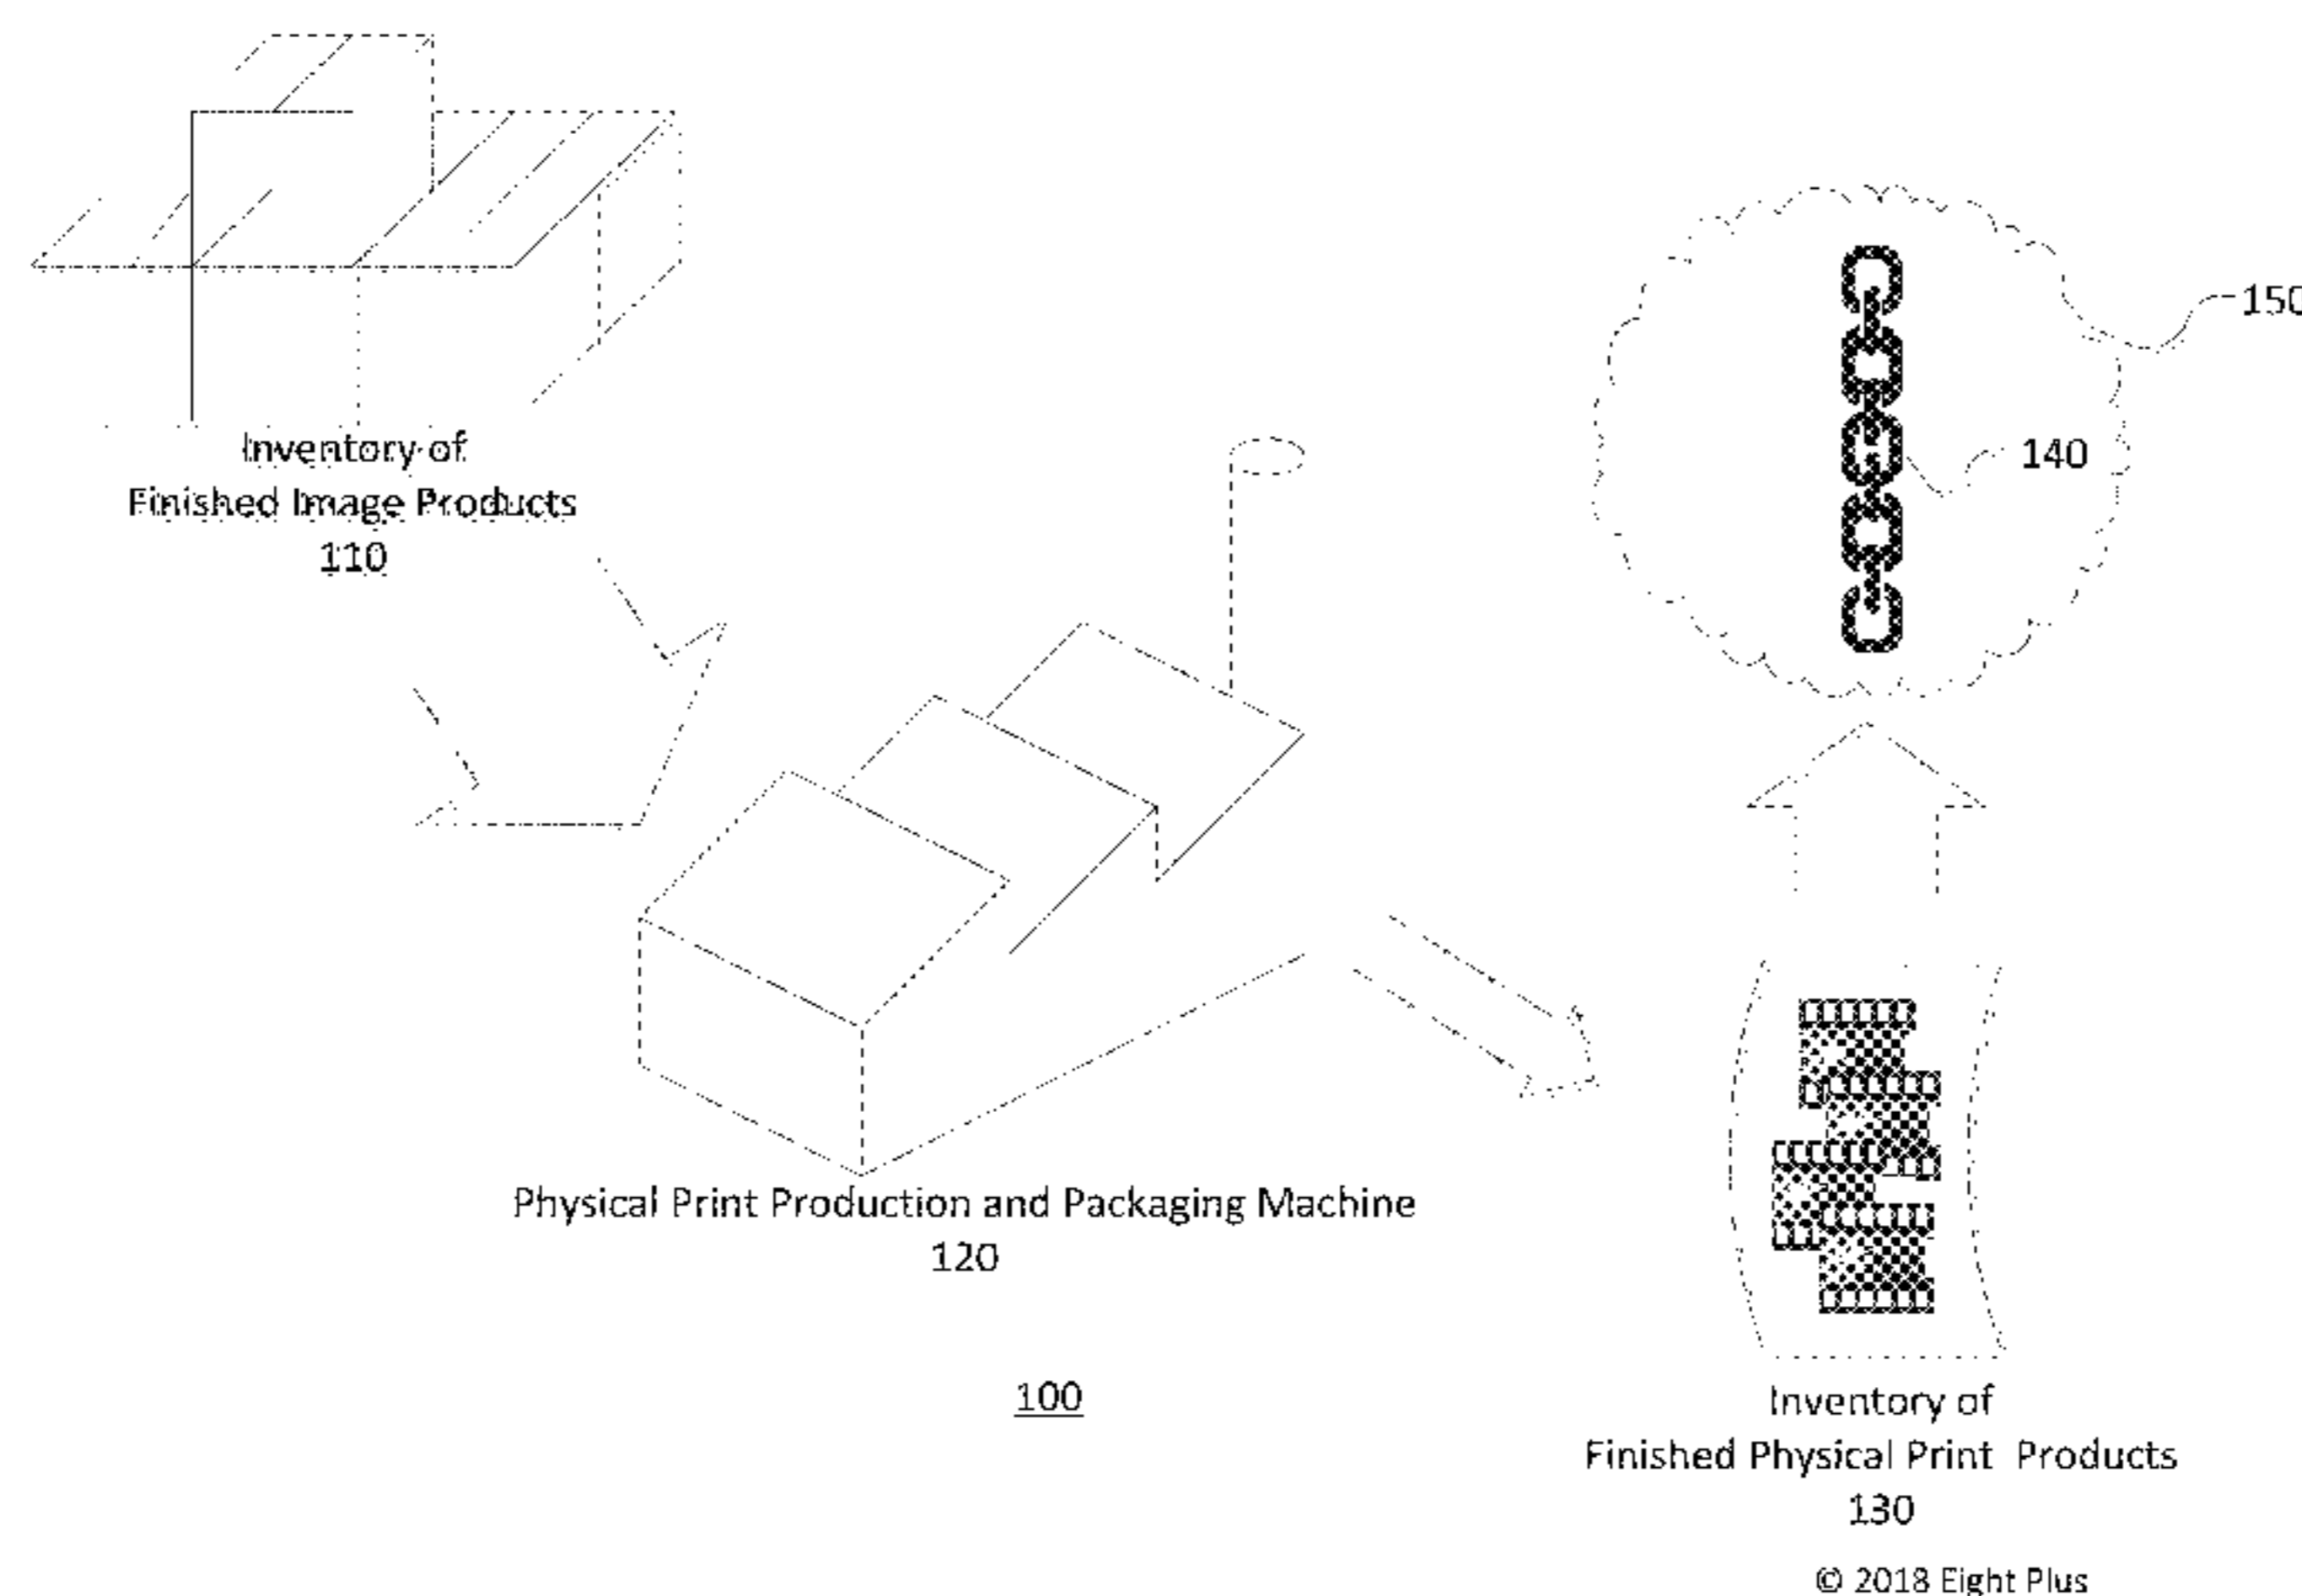 150
140
Inventory of
Finished Image Products
110
Physical Print Production and Packaging Machine
120
100
Inventory of
Finished Physical Print Products
130
© 2018 Eight Plus